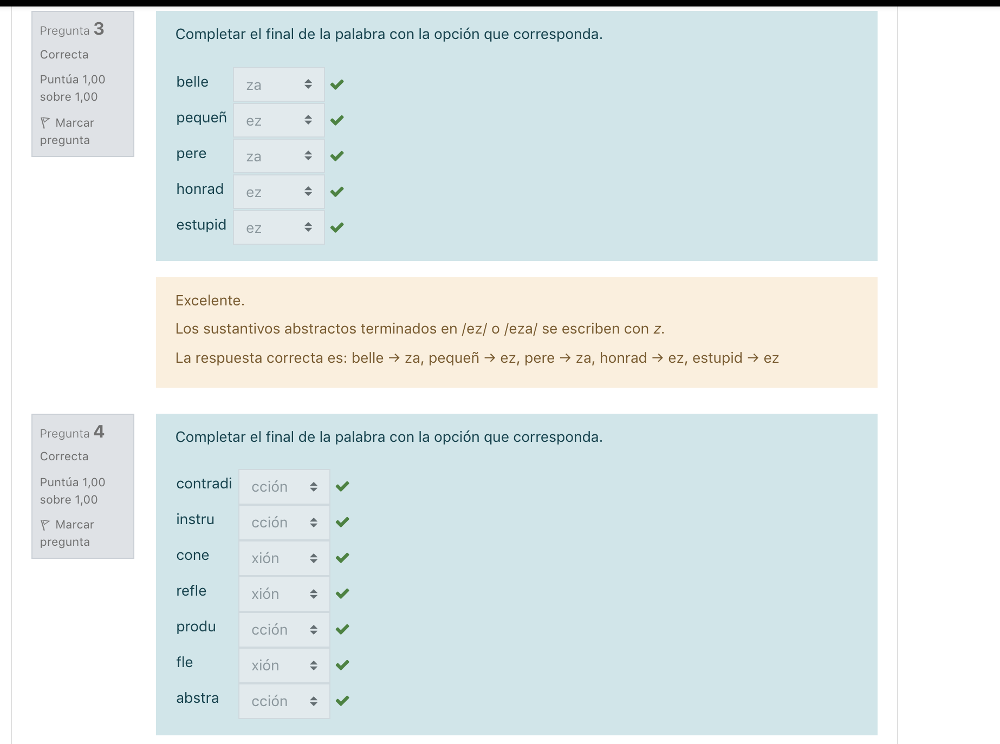 Pregunta 3
Correcta
Puntúa 1,00
sobre 1,00
Marcar
pregunta
Completar el final de la palabra con la opción que corresponda.
belle za
pequeñ ez
pere za
honrad ez
estupid ez
Excelente.
Los sustantivos abstractos terminados en /ez/ o /eza/ se escriben con z.
La respuesta correcta es: belle → za, pequeñ → ez, pere → za, honrad → ez, estupid → ez
Pregunta 4
Correcta
Puntúa 1,00
sobre 1,00
Marcar
pregunta
Completar el final de la palabra con la opción que corresponda.
contradi cción
instru cción
cone xión
refle xión
produ cción
fle xión
abstra cción